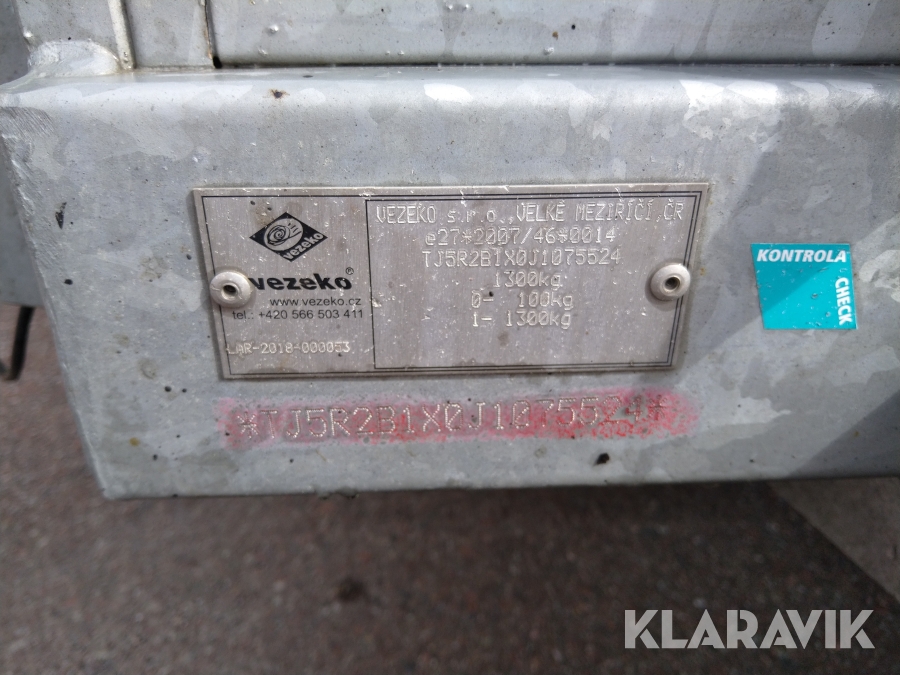 vezeko
vezeko®
www.vezeko.cz
tel.: +420 566 503 411
LAR-2018-000053
VEZEKO s.r.o.,VELKÉ MEZIŘÍČÍ,ČR
e27*2007/46*0014
TJ5R2B1X0J1075524
1300kg
0- 100kg
1- 1300kg
KONTROLA
CHECK
*TJ5R2B1X0J1075524*
KLARAVIK